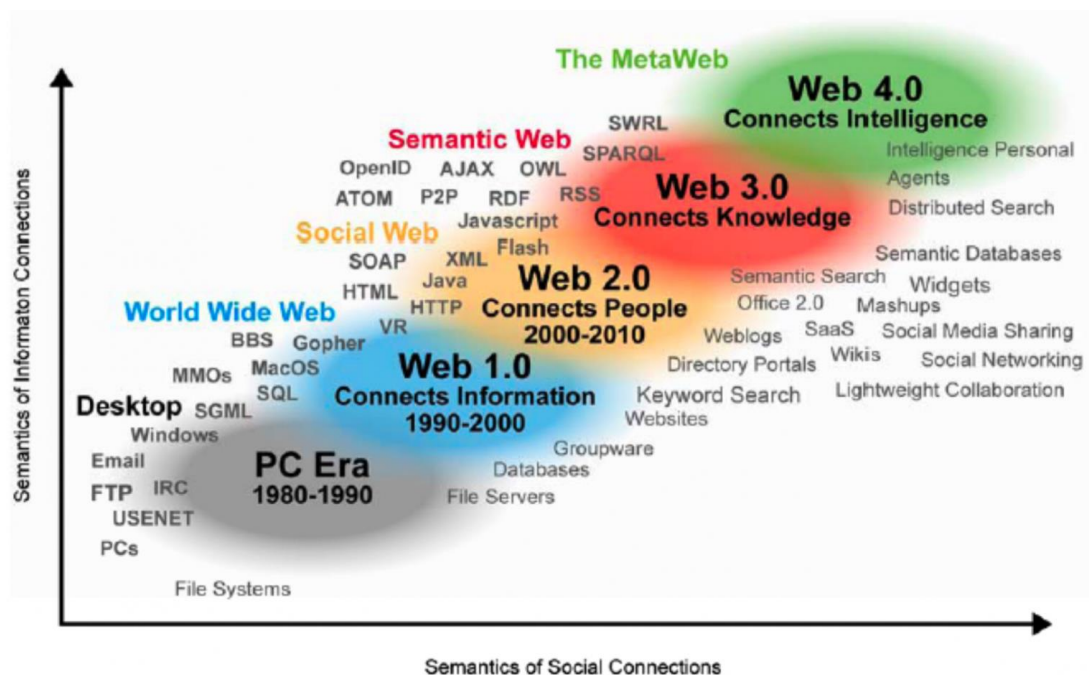 The MetaWeb
Web 4.0
Connects Intelligence
SWRL
Semantic Web
SPARQL
Intelligence Personal
Agents
OpenID
AJAX
OWL
Web 3.0
Connects Knowledge
ATOM
P2P
RDF
RSS
Distributed Search
Javascript
Social Web
Flash
Semantic Databases
SOAP
XML
Web 2.0
Connects People
2000-2010
Semantic Search
Widgets
Java
HTML
HTTP
Office 2.0
Mashups
World Wide Web
VR
Weblogs
SaaS
Social Media Sharing
BBS
Gopher
Web 1.0
Connects Information
1990-2000
Directory Portals
Wikis
Social Networking
MMOs
MacOS
SQL
Keyword Search
Lightweight Collaboration
Desktop
SGML
Websites
Windows
Groupware
Email
PC Era
1980-1990
Databases
FTP
IRC
File Servers
USENET
PCs
File Systems
Semantics of Informaton Connections
Semantics of Social Connections